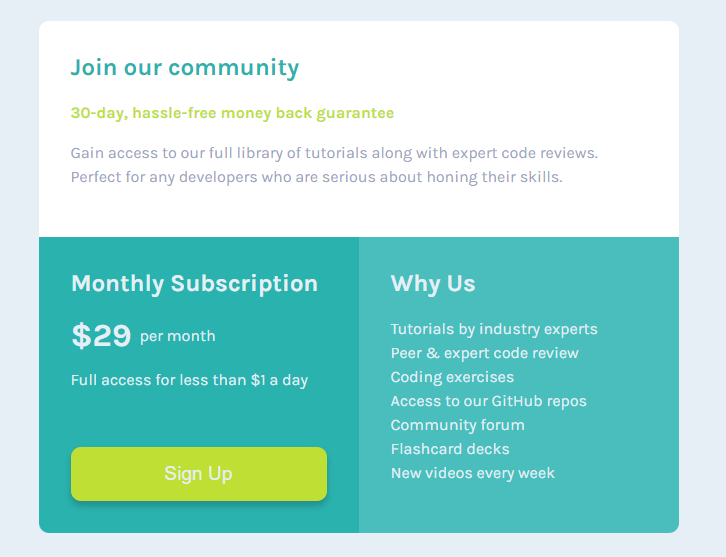 Join our community
30-day, hassle-free money back guarantee
Gain access to our full library of tutorials along with expert code reviews.
Perfect for any developers who are serious about honing their skills.
Monthly Subscription
$29 per month
Full access for less than $1 a day
Sign Up
Why Us
Tutorials by industry experts
Peer & expert code review
Coding exercises
Access to our GitHub repos
Community forum
Flashcard decks
New videos every week